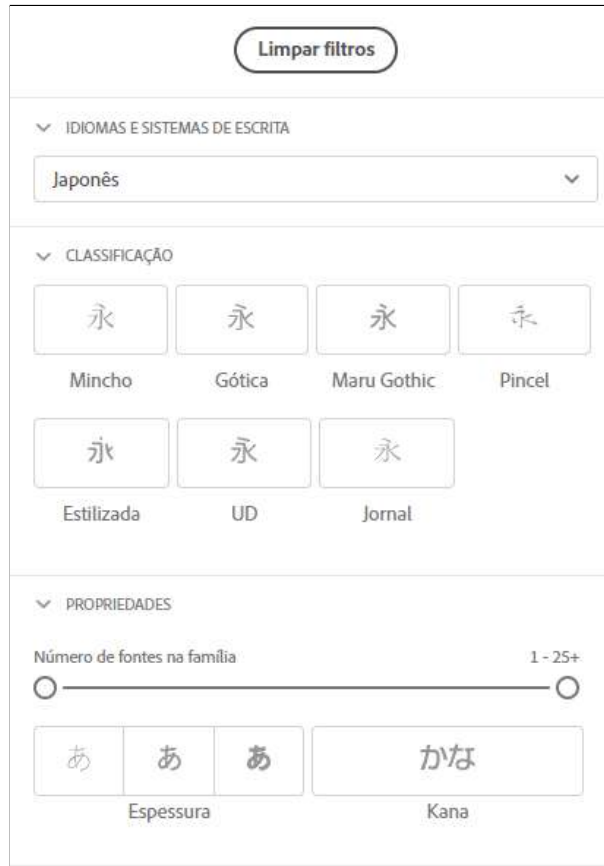 Limpar filtros
IDIOMAS E SISTEMAS DE ESCRITA
Japonês
CLASSIFICAÇÃO
永 永 永 永
Mincho Gótica Maru Gothic Pincel
永 永 永
Estilizada UD Jornal
PROPRIEDADES
Número de fontes na família 1 - 25+
あ あ あ かな
Espessura Kana